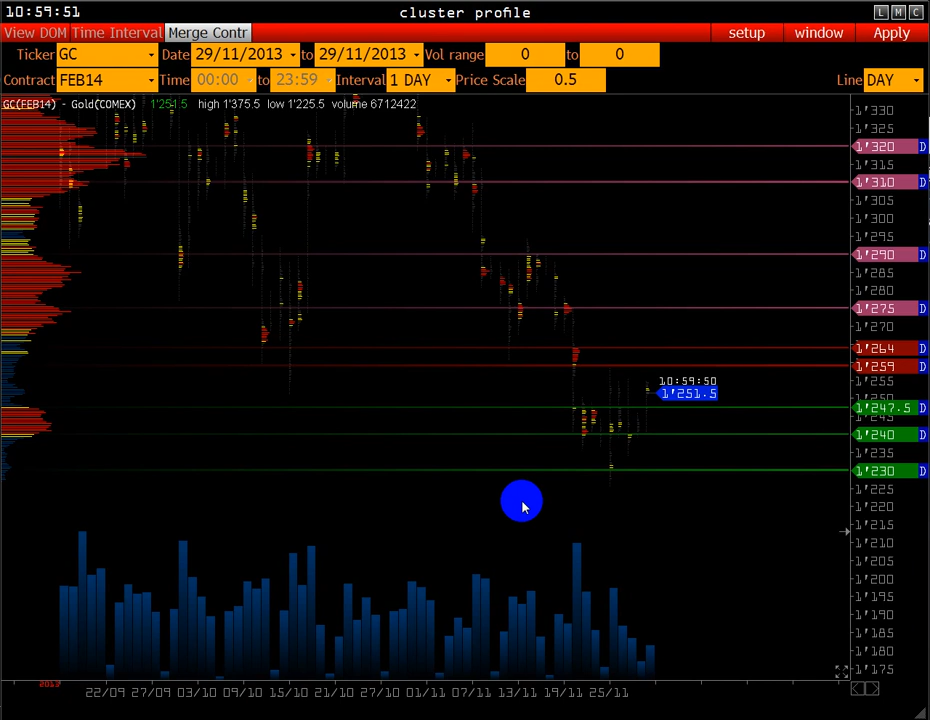 10:59:51 cluster profile L M C
View DOM Time Interval Merge Contr setup window Apply
Ticker GC Date 29/11/2013 to 29/11/2013 Vol range 0 to 0
Contract FEB14 Time 00:00 to 23:59 Interval 1 DAY Price Scale 0.5 Line DAY
GC(FEB14) - Gold(COMEX) 1'251.5 high 1'375.5 low 1'225.5 volume 6712422
1'330
1'325
1'320 D
1'315
1'310 D
1'305
1'300
1'295
1'290 D
1'285
1'280
1'275 D
1'270
1'264 D
1'259 D
10:59:50
1'255
1'251.5
1'247.5 D
1'245
1'240 D
1'235
1'230 D
1'225
1'220
1'215
1'210
1'205
1'200
1'195
1'190
1'185
1'180
1'175
2013 22/09 27/09 03/10 09/10 15/10 21/10 27/10 01/11 07/11 13/11 19/11 25/11